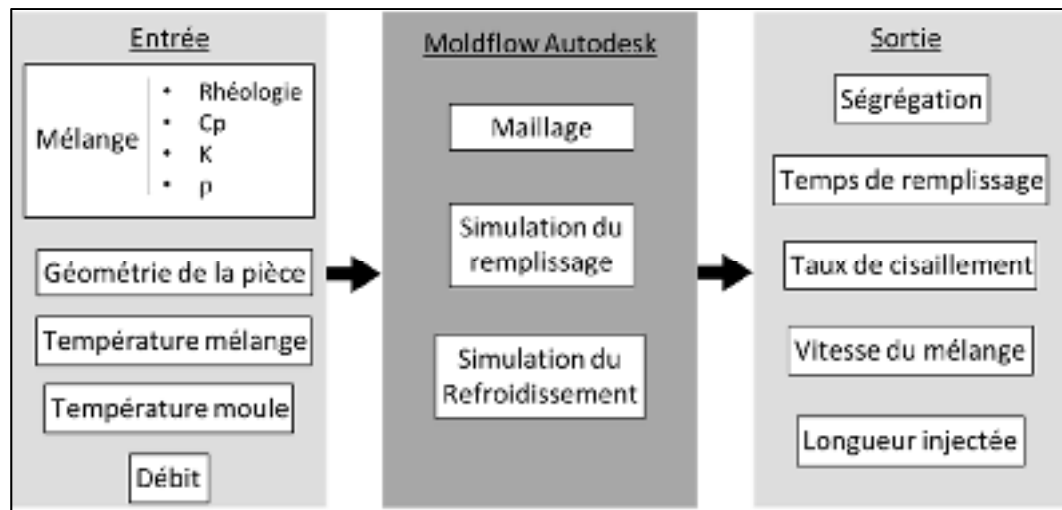 Entrée
Mélange
• Rhéologie
• Cp
• K
• ρ
Géométrie de la pièce
Température mélange
Température moule
Débit
Moldflow Autodesk
Maillage
Simulation du
remplissage
Simulation du
Refroidissement
Sortie
Ségrégation
Temps de remplissage
Taux de cisaillement
Vitesse du mélange
Longueur injectée